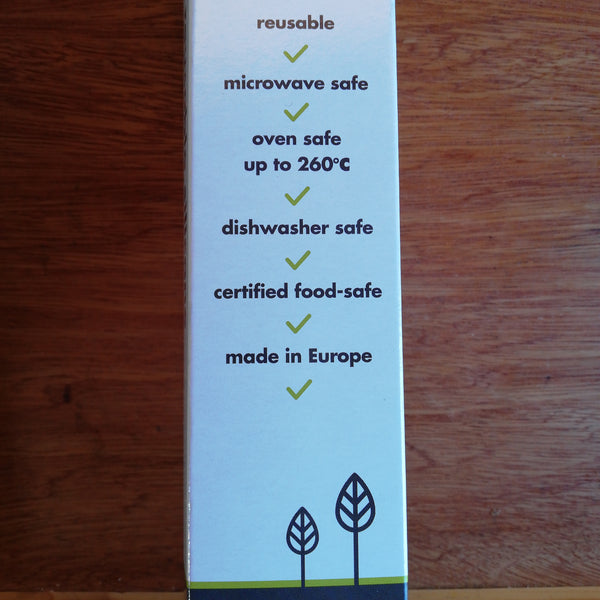 reusable
microwave safe
oven safe
up to 260°C
dishwasher safe
certified food-safe
made in Europe